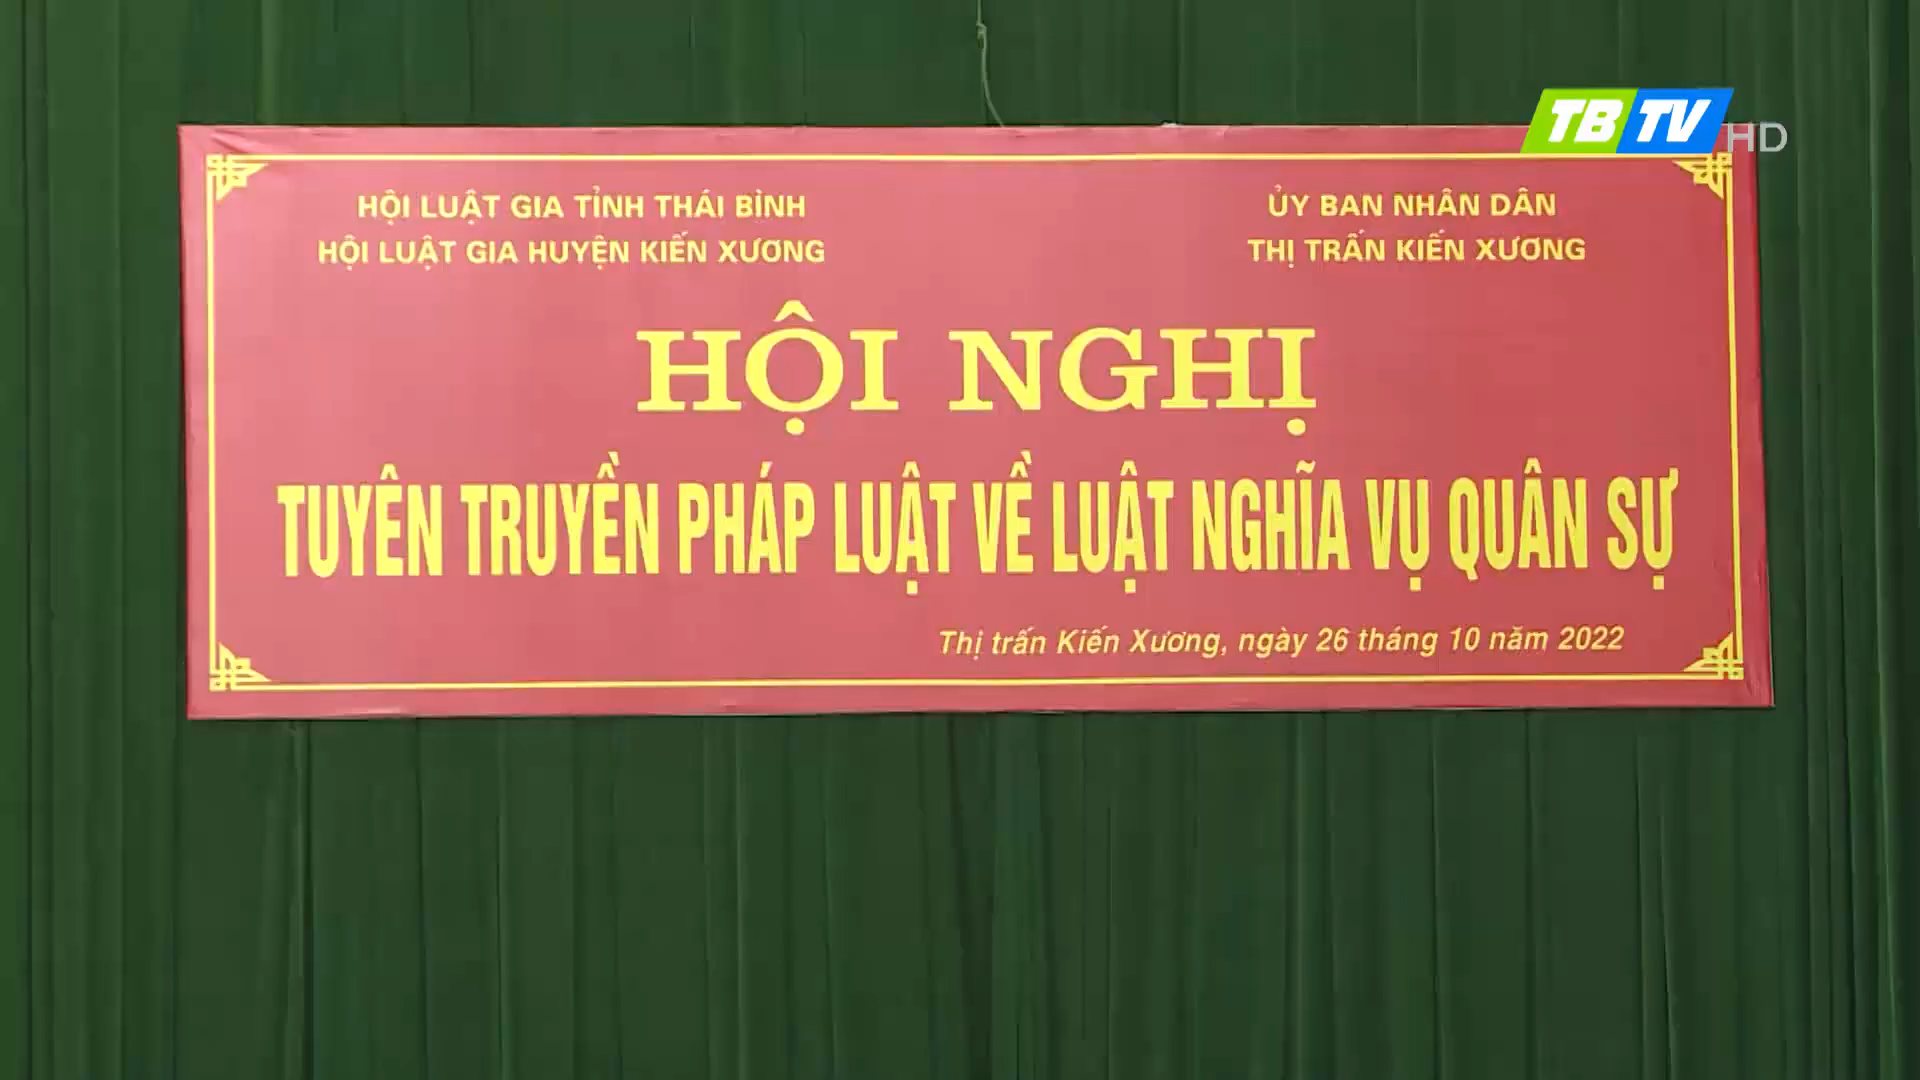 TBTV HD
HỘI LUẬT GIA TỈNH THÁI BÌNH
HỘI LUẬT GIA HUYỆN KIẾN XƯƠNG
ỦY BAN NHÂN DÂN
THỊ TRẤN KIẾN XƯƠNG
HỘI NGHỊ
TUYÊN TRUYỀN PHÁP LUẬT VỀ LUẬT NGHĨA VỤ QUÂN SỰ
Thị trấn Kiến Xương, ngày 26 tháng 10 năm 2022